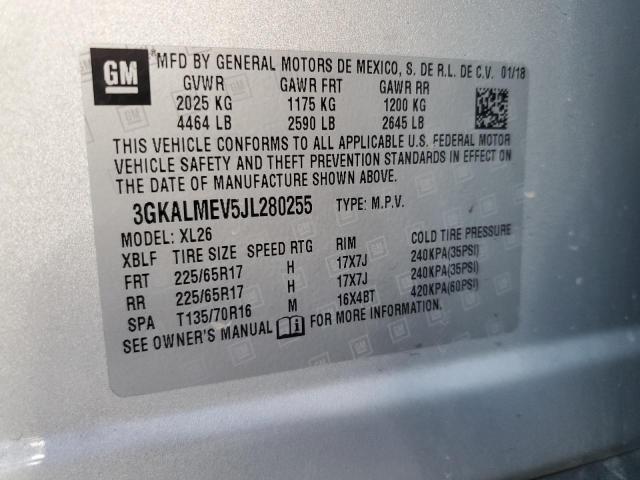 GM
*MFD BY GENERAL MOTORS DE MEXICO, S. DE R.L. DE C.V. 01/18
GVWR GAWR FRT GAWR RR
2025 KG 1175 KG 1200 KG
4464 LB 2590 LB 2645 LB
THIS VEHICLE CONFORMS TO ALL APPLICABLE U.S. FEDERAL MOTOR
VEHICLE SAFETY AND THEFT PREVENTION STANDARDS IN EFFECT ON
THE DATE OF MANUFACTURE SHOWN ABOVE.
3GKALMEV5JL280255 TYPE: M.P.V.
MODEL: XL26
XBLF TIRE SIZE SPEED RTG RIM COLD TIRE PRESSURE
FRT 225/65R17 H 17X7J 240KPA(35PSI)
RR 225/65R17 H 17X7J 240KPA(35PSI)
SPA T135/70R16 M 16X4BT 420KPA(60PSI)
SEE OWNER'S MANUAL i FOR MORE INFORMATION.